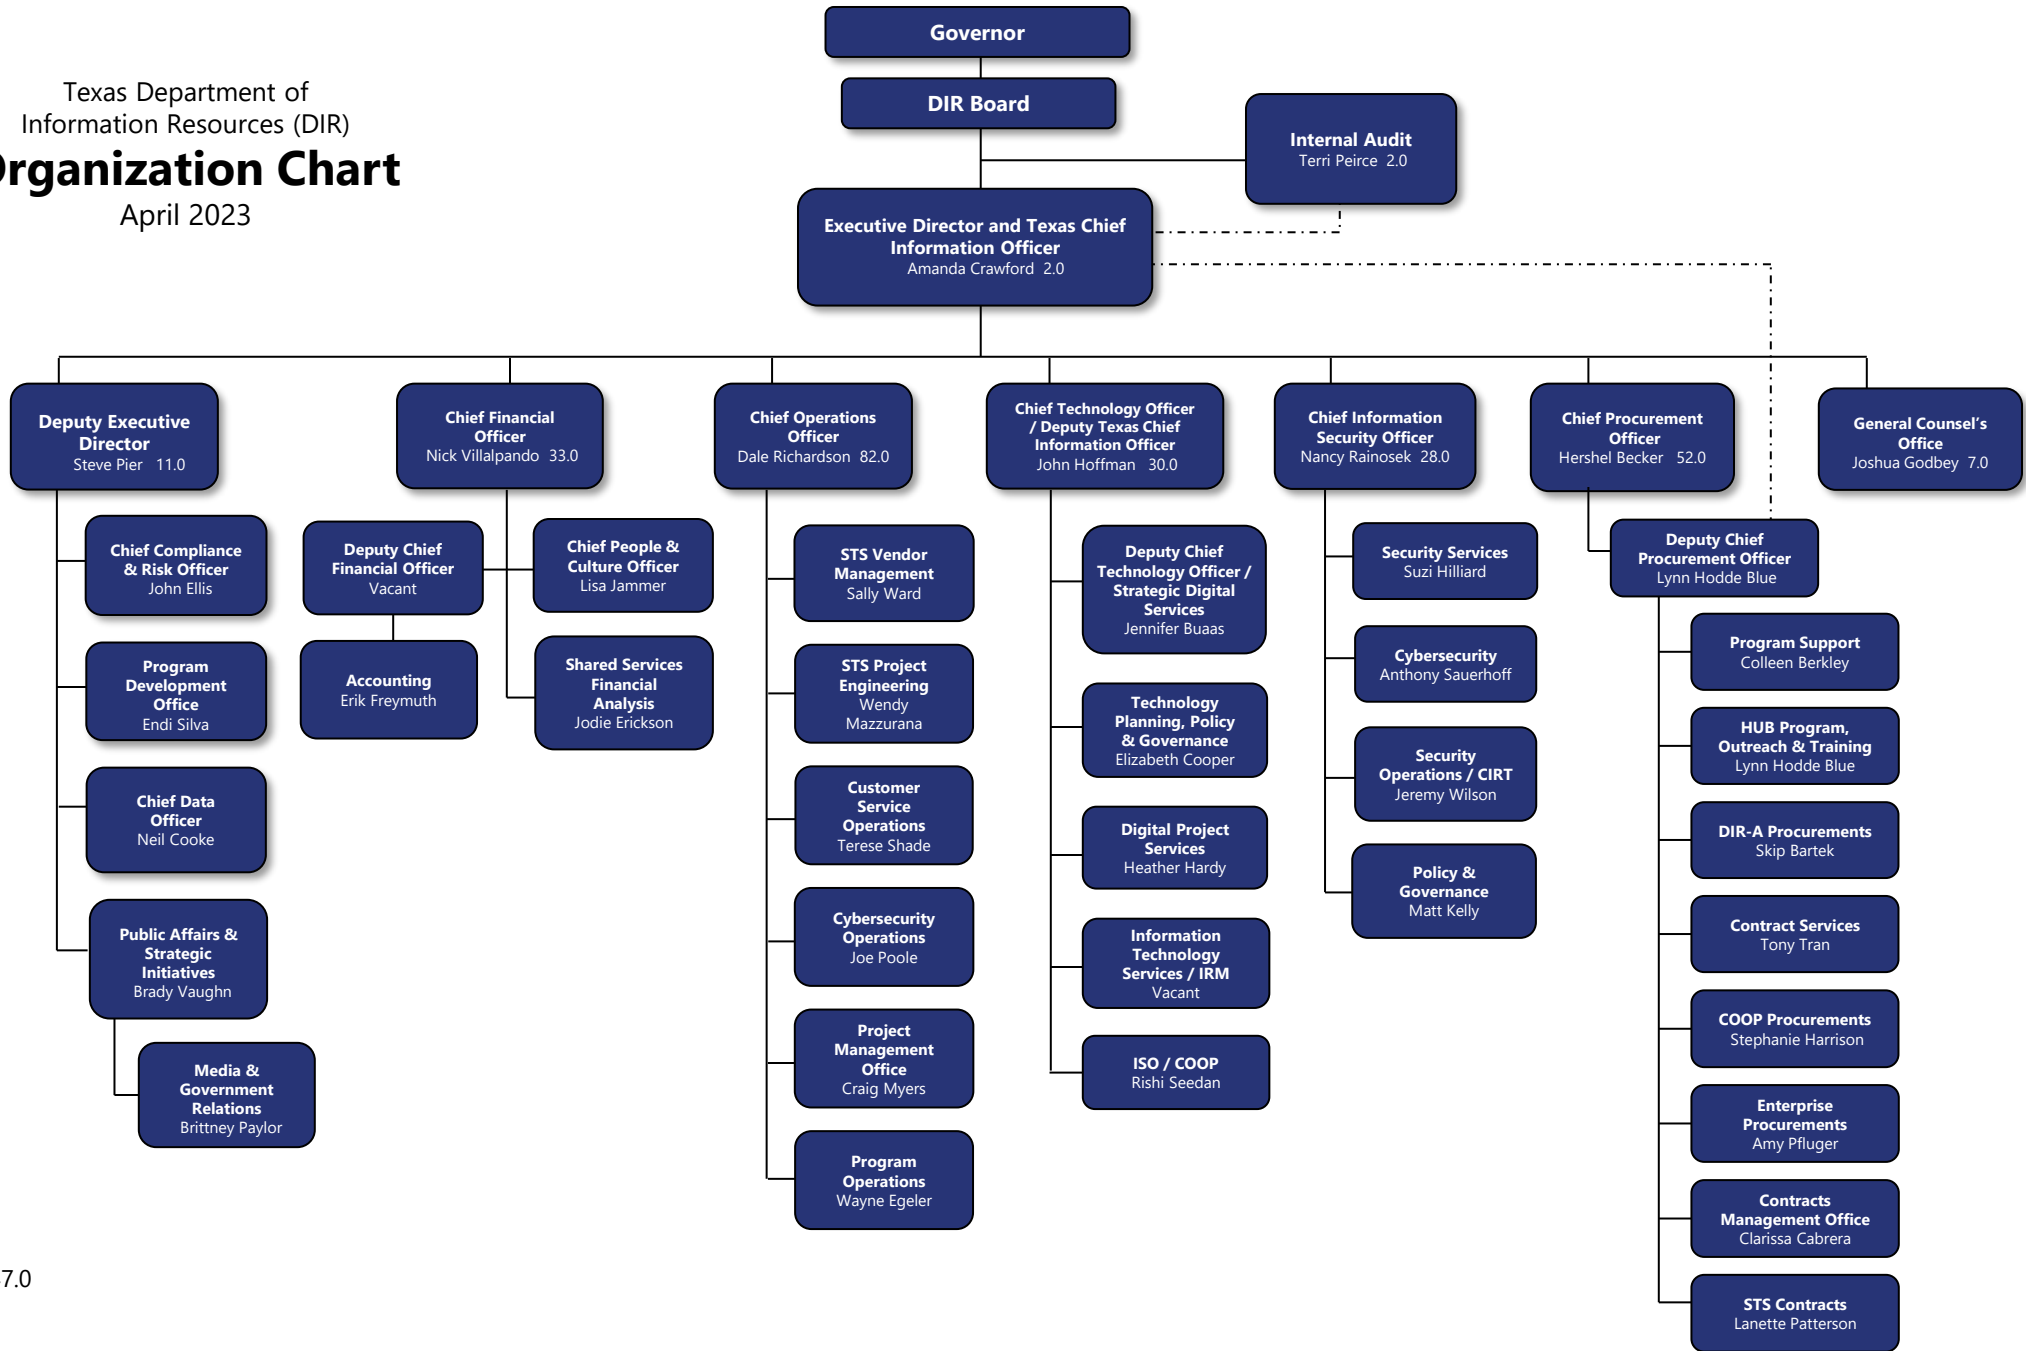 Texas Department of
Information Resources (DIR)
Organization Chart
April 2023
Governor
DIR Board
Internal Audit
Terri Peirce 2.0
Executive Director and Texas Chief
Information Officer
Amanda Crawford 2.0
Deputy Executive
Director
Steve Pier 11.0
Chief Financial
Officer
Nick Villalpando 33.0
Chief Operations
Officer
Dale Richardson 82.0
Chief Technology Officer
/ Deputy Texas Chief
Information Officer
John Hoffman 30.0
Chief Information
Security Officer
Nancy Rainosek 28.0
Chief Procurement
Officer
Hershel Becker 52.0
General Counsel's
Office
Joshua Godbey 7.0
Chief Compliance
& Risk Officer
John Ellis
Program
Development
Office
Endi Silva
Chief Data
Officer
Neil Cooke
Public Affairs &
Strategic
Initiatives
Brady Vaughn
Media &
Government
Relations
Brittney Paylor
Deputy Chief
Financial Officer
Vacant
Accounting
Erik Freymuth
Chief People &
Culture Officer
Lisa Jammer
Shared Services
Financial
Analysis
Jodie Erickson
STS Vendor
Management
Sally Ward
STS Project
Engineering
Wendy
Mazzurana
Customer
Service
Operations
Terese Shade
Cybersecurity
Operations
Joe Poole
Project
Management
Office
Craig Myers
Program
Operations
Wayne Egeler
Deputy Chief
Technology Officer /
Strategic Digital
Services
Jennifer Buaas
Technology
Planning, Policy
& Governance
Elizabeth Cooper
Digital Project
Services
Heather Hardy
Information
Technology
Services / IRM
Vacant
ISO / COOP
Rishi Seedan
Security Services
Suzi Hilliard
Cybersecurity
Anthony Sauerhoff
Security
Operations / CIRT
Jeremy Wilson
Policy &
Governance
Matt Kelly
Deputy Chief
Procurement Officer
Lynn Hodde Blue
Program Support
Colleen Berkley
HUB Program,
Outreach & Training
Lynn Hodde Blue
DIR-A Procurements
Skip Bartek
Contract Services
Tony Tran
COOP Procurements
Stephanie Harrison
Enterprise
Procurements
Amy Pfluger
Contracts
Management Office
Clarissa Cabrera
STS Contracts
Lanette Patterson
7.0